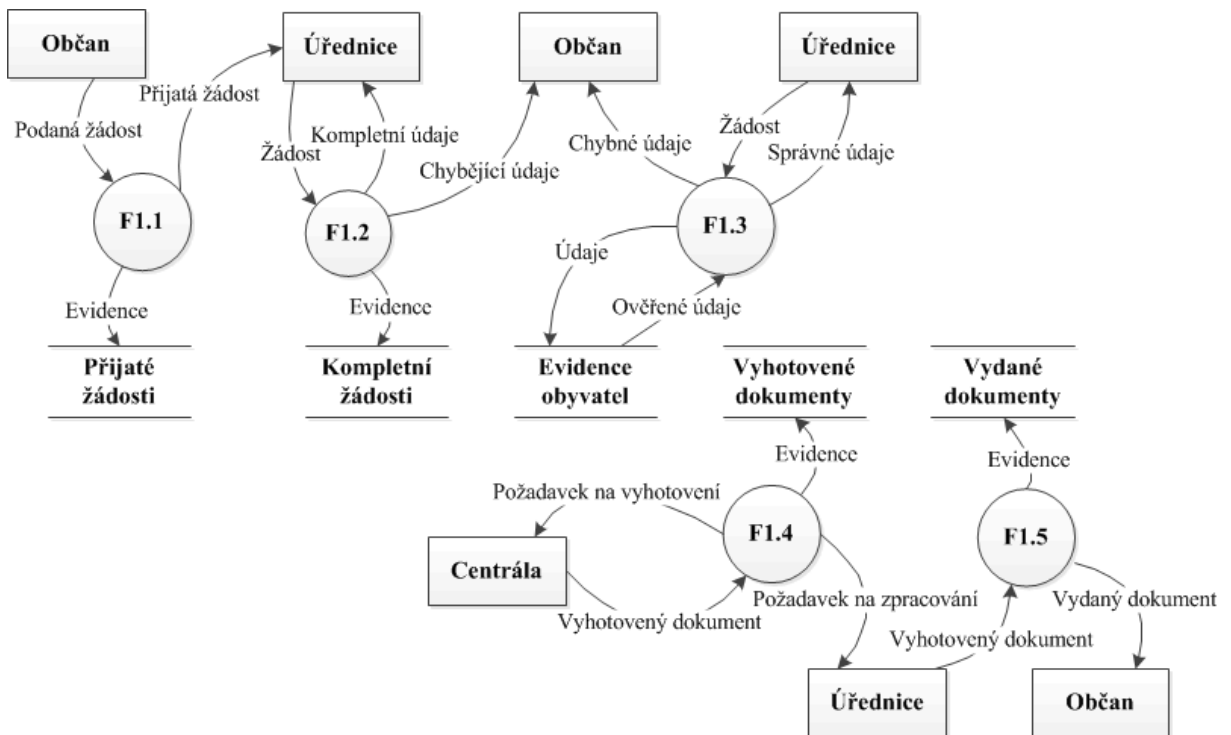 Občan
Úřednice
Občan
Úřednice
Přijatá žádost
Podaná žádost
Žádost
Kompletní údaje
Chybějící údaje
Chybné údaje
Žádost
Správné údaje
F1.1
F1.2
F1.3
Údaje
Evidence
Evidence
Ověřené údaje
Přijaté
žádosti
Kompletní
žádosti
Evidence
obyvatel
Vyhotovené
dokumenty
Vydané
dokumenty
Evidence
Evidence
Požadavek na vyhotovení
F1.4
F1.5
Centrála
Vyhotovený dokument
Požadavek na zpracování
Vydaný dokument
Vyhotovený dokument
Úřednice
Občan